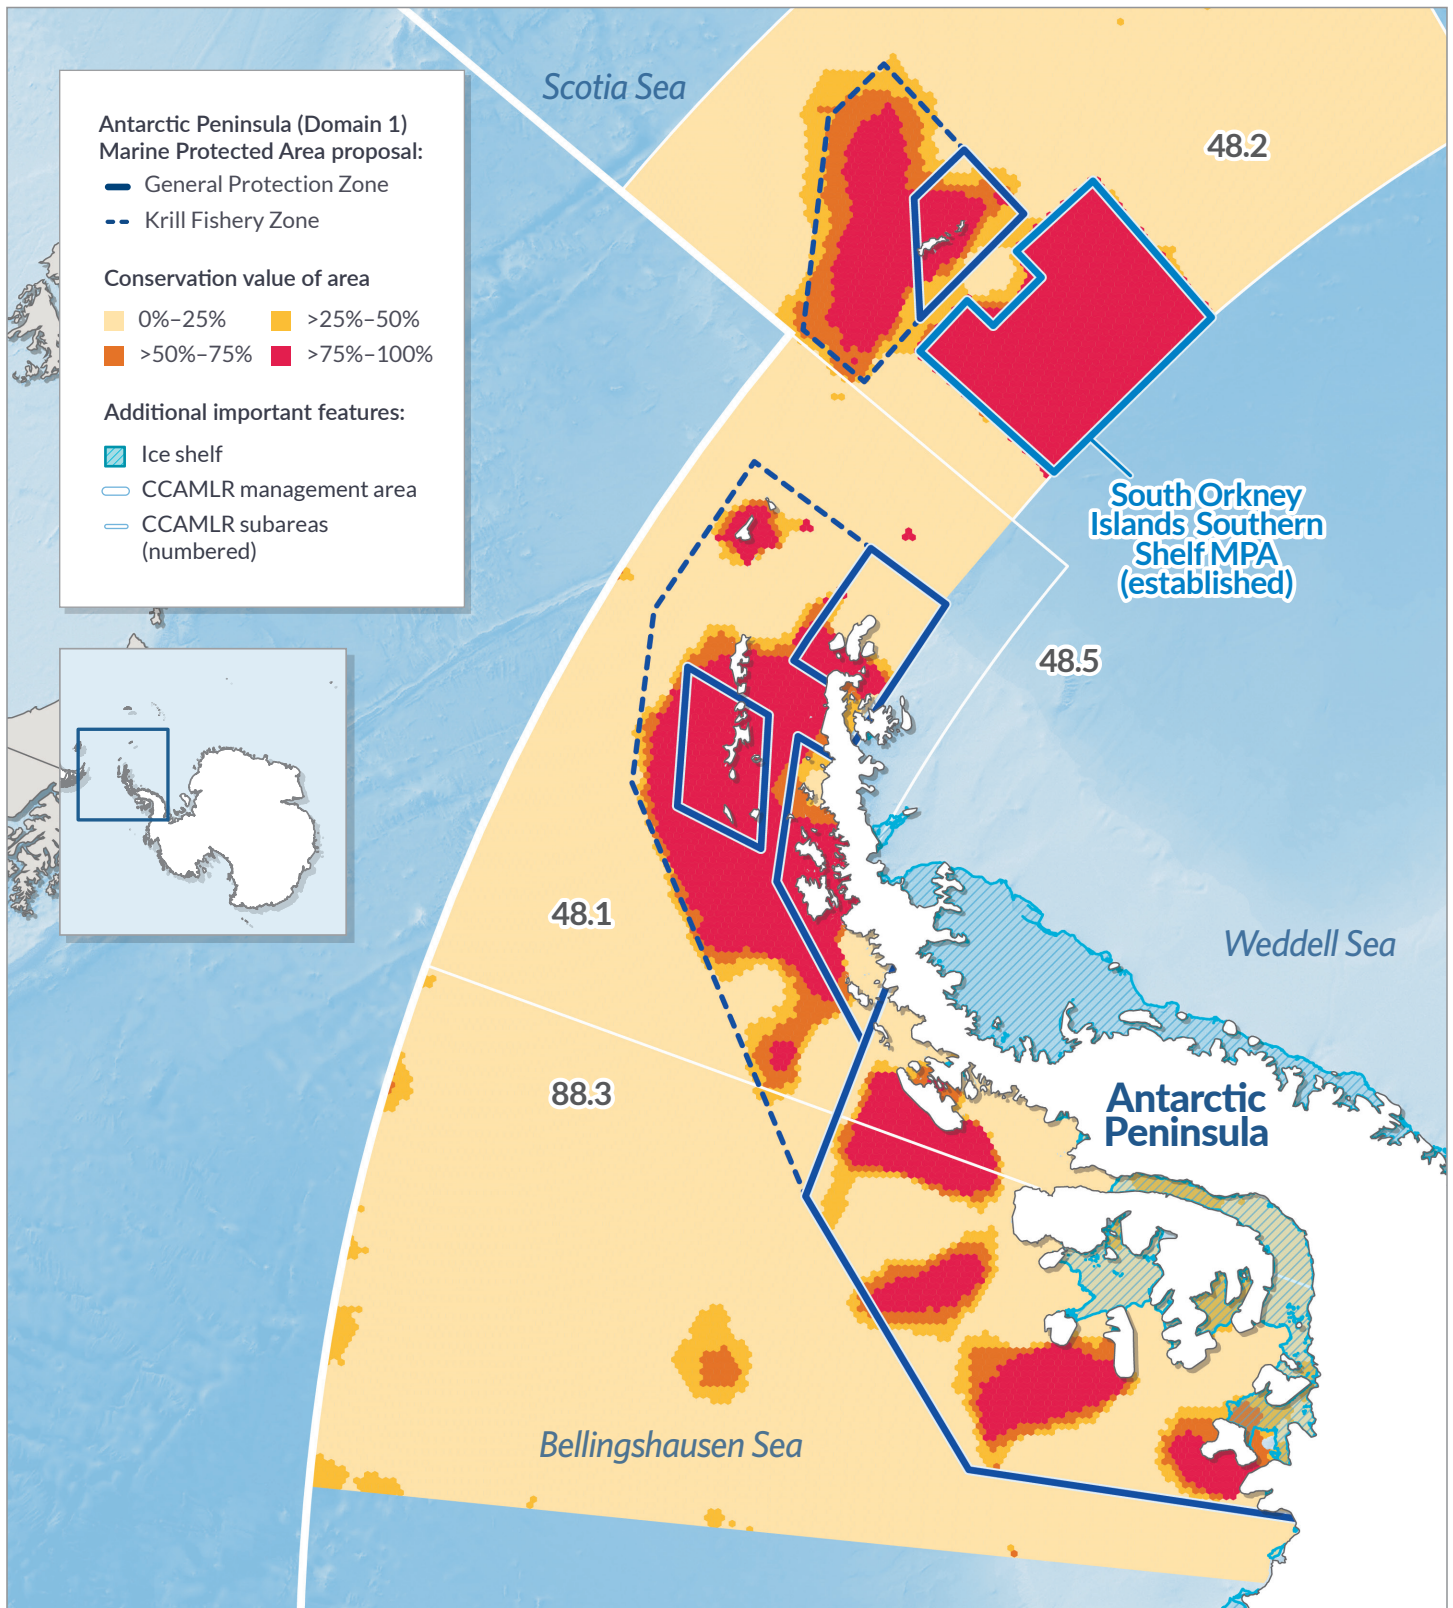 Scotia Sea
48.2
Antarctic Peninsula (Domain 1)
Marine Protected Area proposal:
General Protection Zone
Krill Fishery Zone
Conservation value of area
0%–25%
>25%–50%
>50%–75%
>75%–100%
Additional important features:
Ice shelf
CCAMLR management area
CCAMLR subareas
(numbered)
South Orkney
Islands Southern
Shelf MPA
(established)
48.5
48.1
Weddell Sea
88.3
Antarctic
Peninsula
Bellingshausen Sea